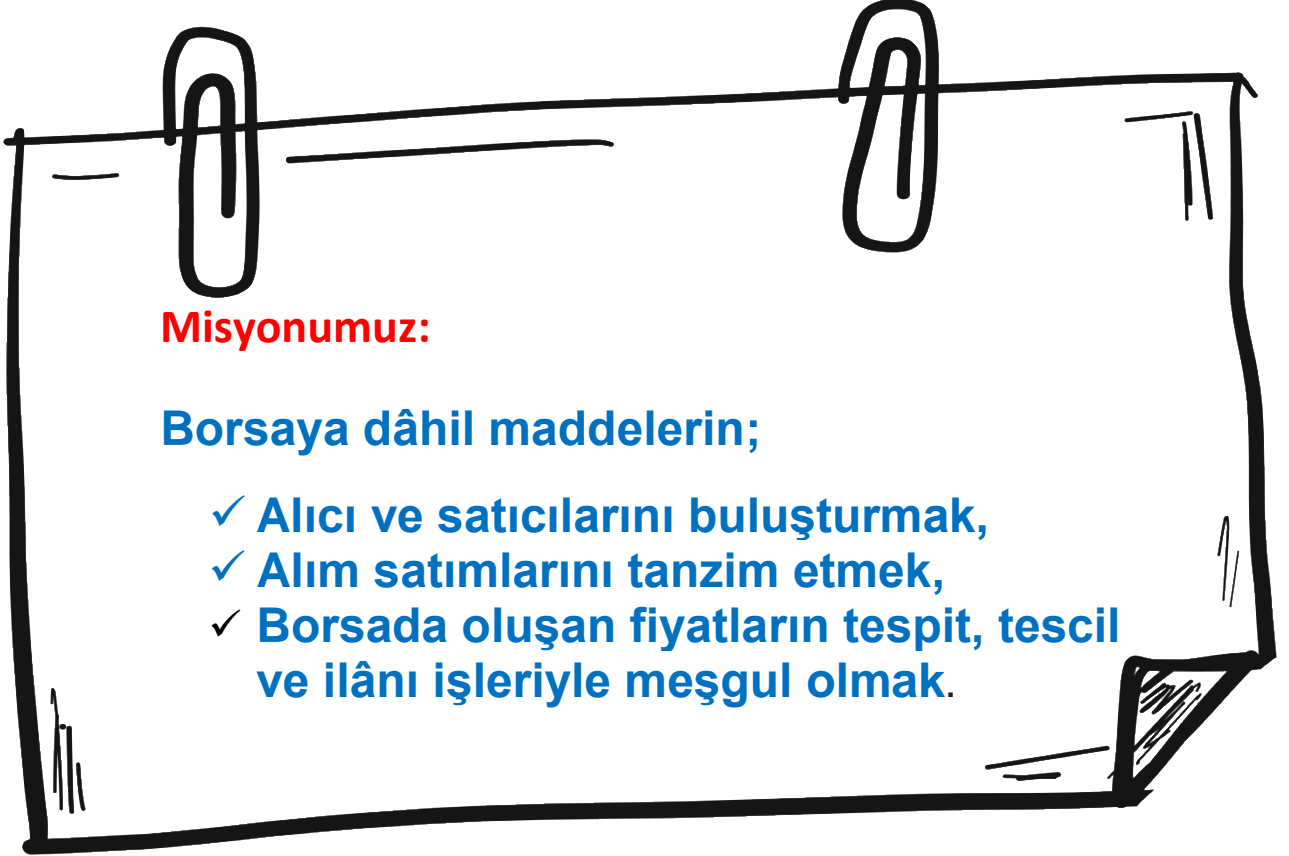 Misyonumuz:
Borsaya dâhil maddelerin;
✓ Alıcı ve satıcılarını buluşturmak,
✓ Alım satımlarını tanzim etmek,
✓ Borsada oluşan fiyatların tespit, tescil
ve ilânı işleriyle meşgul olmak.